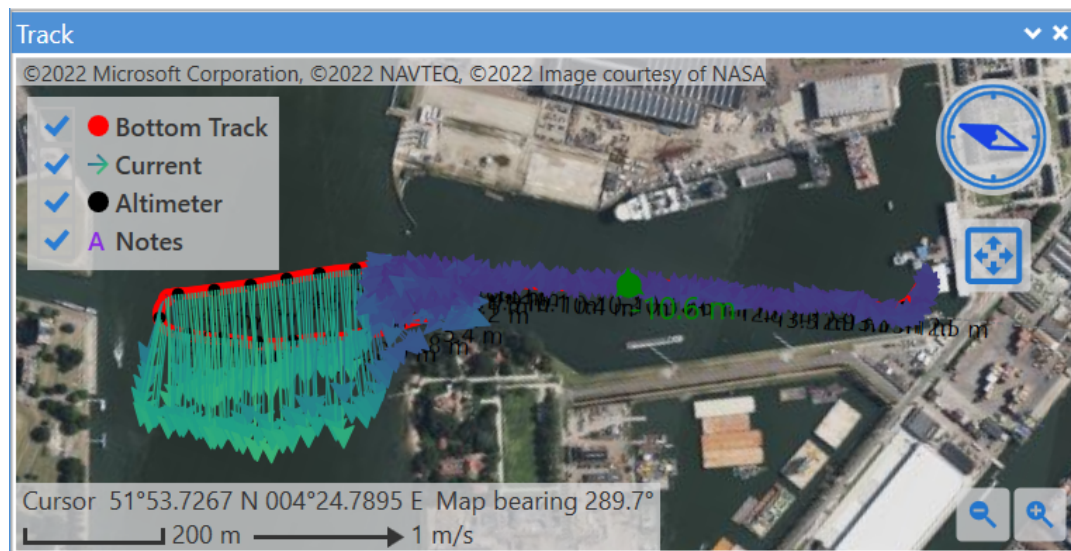 Track
©2022 Microsoft Corporation, ©2022 NAVTEQ, ©2022 Image courtesy of NASA
Bottom Track
Current
Altimeter
A Notes
10.6 m
Cursor 51°53.7267 N 004°24.7895 E Map bearing 289.7°
200 m 1 m/s